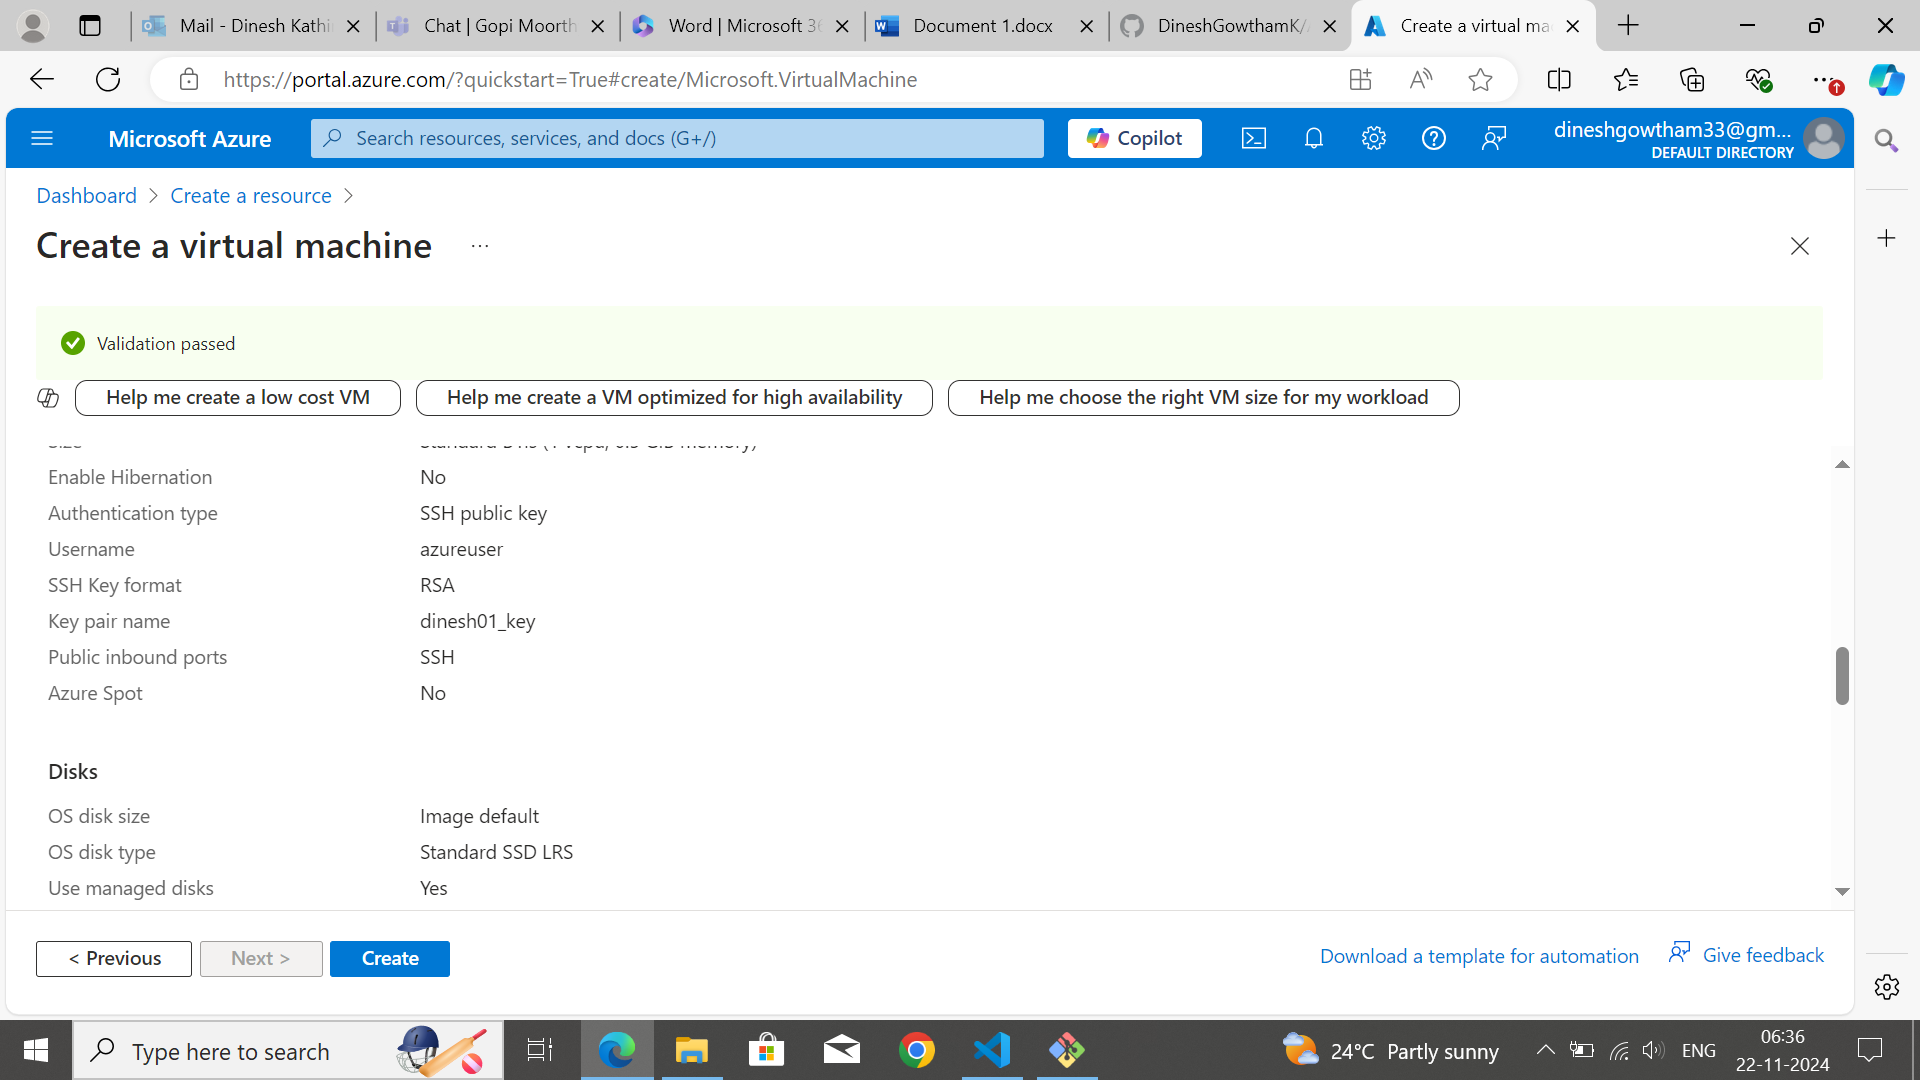 Mail - Dinesh Kathi
Chat | Gopi Moorth
Word | Microsoft 36
Document 1.docx
DineshGowthamK/
Create a virtual ma
https://portal.azure.com/?quickstart=True#create/Microsoft.VirtualMachine
Microsoft Azure
Search resources, services, and docs (G+/)
Copilot
dineshgowtham33@gm...
DEFAULT DIRECTORY
Dashboard > Create a resource >
Create a virtual machine ...
Validation passed
Help me create a low cost VM
Help me create a VM optimized for high availability
Help me choose the right VM size for my workload
Enable Hibernation No
Authentication type SSH public key
Username azureuser
SSH Key format RSA
Key pair name dinesh01_key
Public inbound ports SSH
Azure Spot No
Disks
OS disk size Image default
OS disk type Standard SSD LRS
Use managed disks Yes
< Previous
Next >
Create
Download a template for automation
Give feedback
Type here to search
24°C Partly sunny
ENG
06:36
22-11-2024